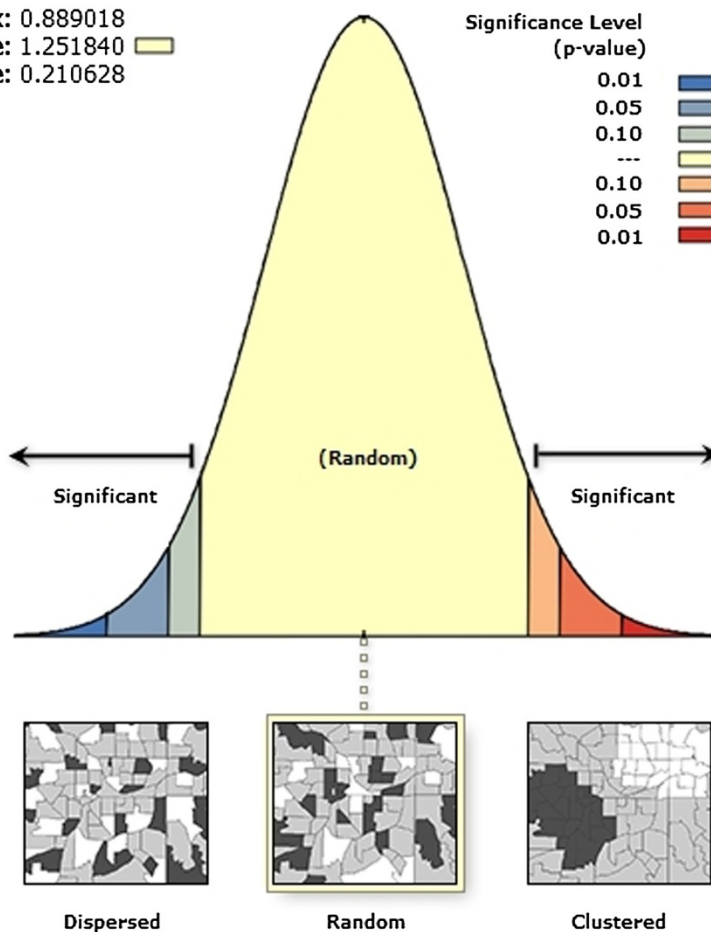 x: 0.889018
e: 1.251840
e: 0.210628
Significance Level
(p-value)
0.01
0.05
0.10
---
0.10
0.05
0.01
(Random)
Significant
Significant
Dispersed
Random
Clustered